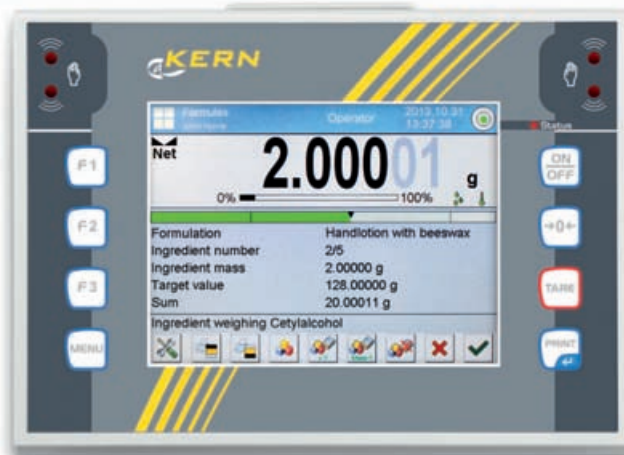 KERN
Formulas
Operator
2013.10.31
13:37:38
Status
Net
2.00001 g
0% 100%
Formulation Handlotion with beeswax
Ingredient number 2/5
Ingredient mass 2.00000 g
Target value 128.00000 g
Sum 20.00011 g
Ingredient weighing Cetylalcohol
F1
F2
F3
MENU
ON
OFF
→0←
TARE
PRINT